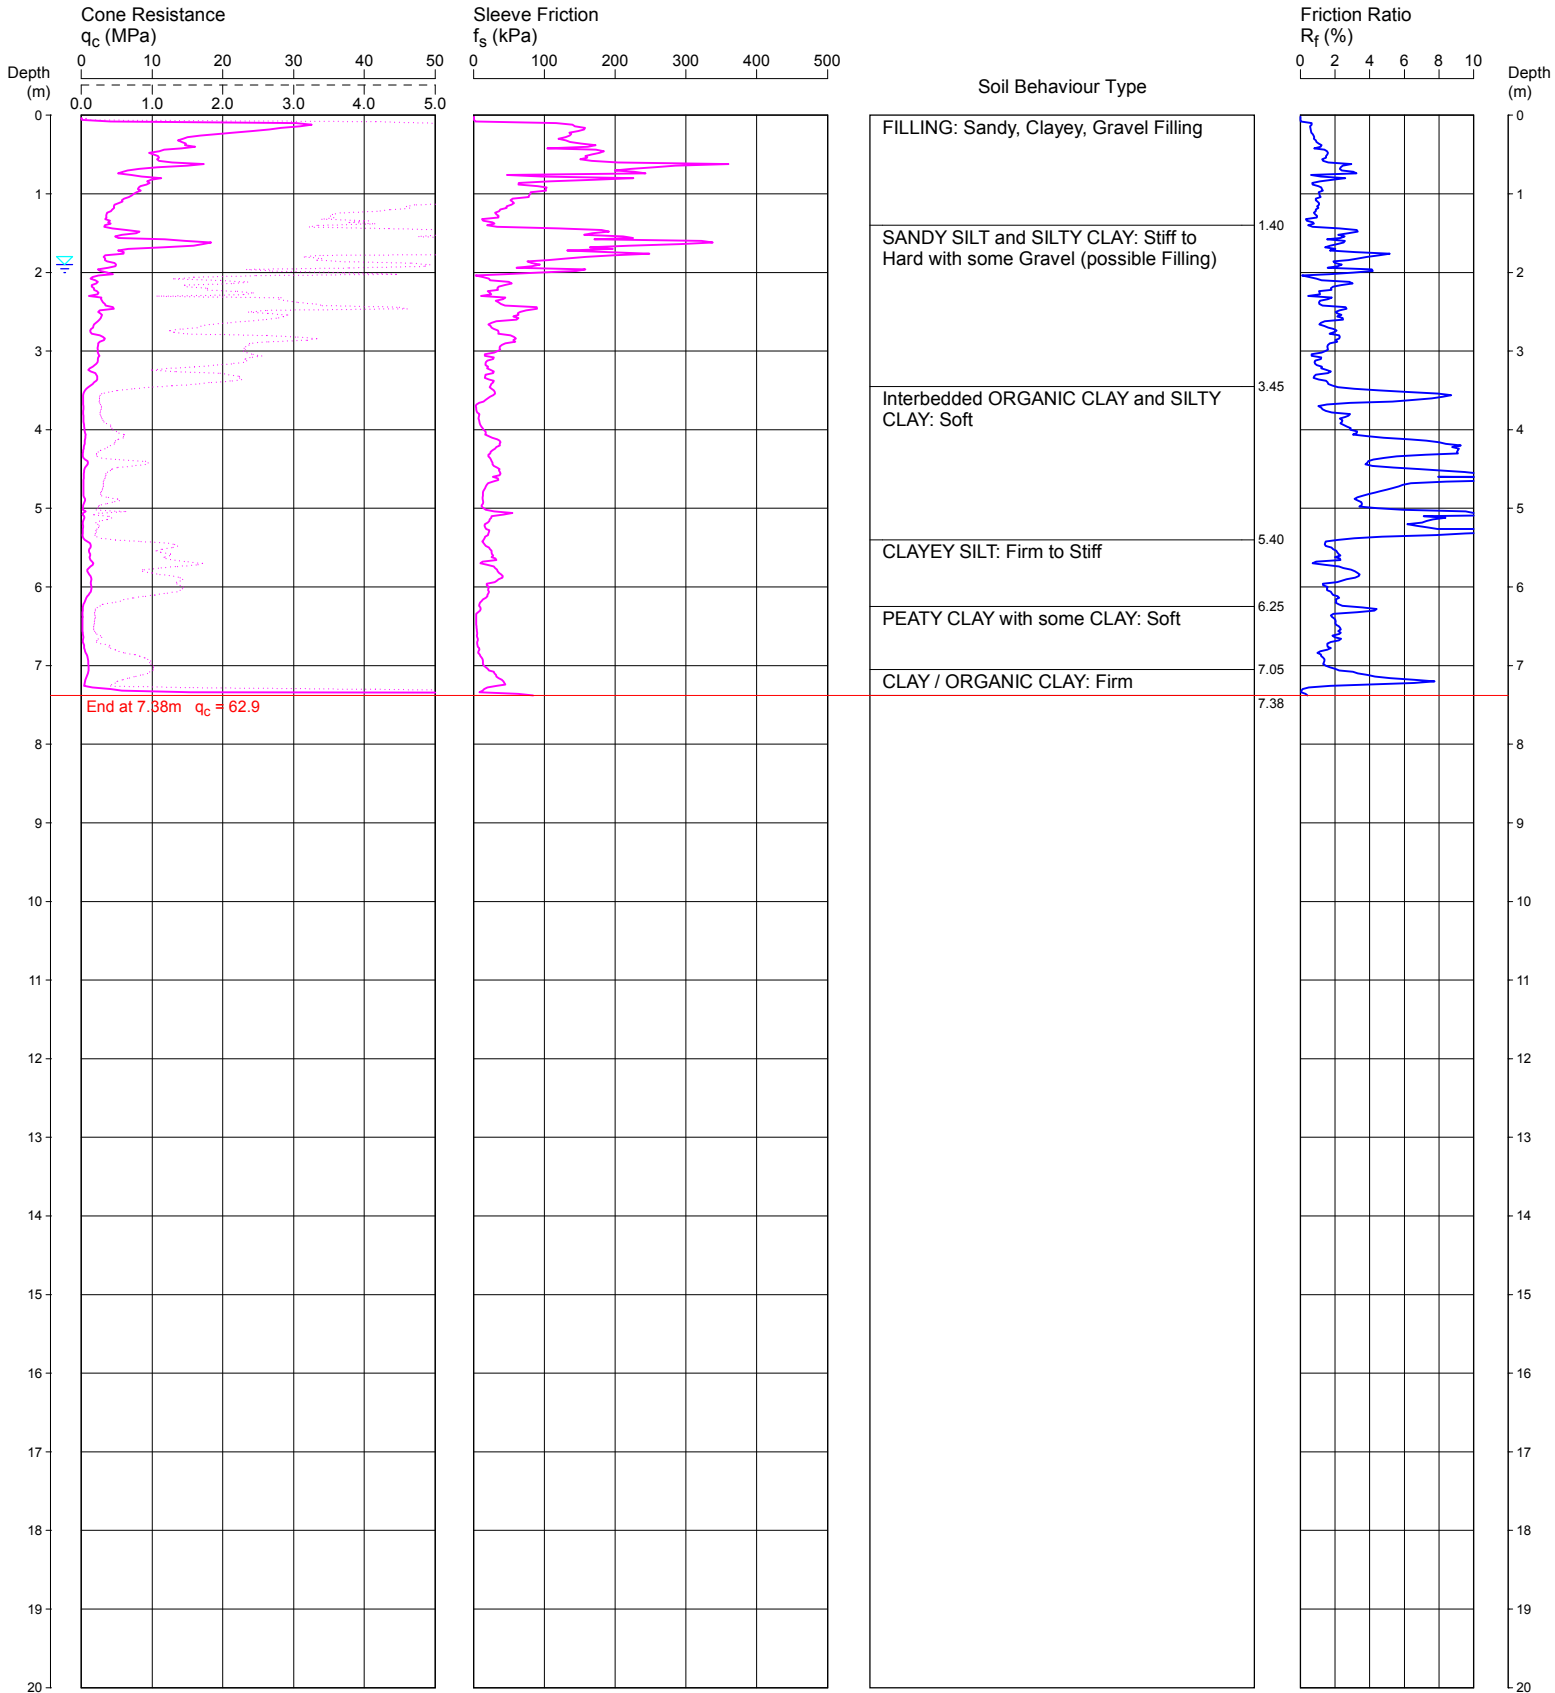 Cone Resistance
qc (MPa)
Sleeve Friction
fs (kPa)
Friction Ratio
Rf (%)
Soil Behaviour Type
Depth
(m)
0 10 20 30 40 50
0.0 1.0 2.0 3.0 4.0 5.0
0 100 200 300 400 500
0 2 4 6 8 10
Depth
(m)
0
1
2
3
4
5
6
7
8
9
10
11
12
13
14
15
16
17
18
19
20
End at 7.38m qc = 62.9
FILLING: Sandy, Clayey, Gravel Filling
1.40
SANDY SILT and SILTY CLAY: Stiff to
Hard with some Gravel (possible Filling)
3.45
Interbedded ORGANIC CLAY and SILTY
CLAY: Soft
5.40
CLAYEY SILT: Firm to Stiff
6.25
PEATY CLAY with some CLAY: Soft
7.05
CLAY / ORGANIC CLAY: Firm
7.38
0
1
2
3
4
5
6
7
8
9
10
11
12
13
14
15
16
17
18
19
20